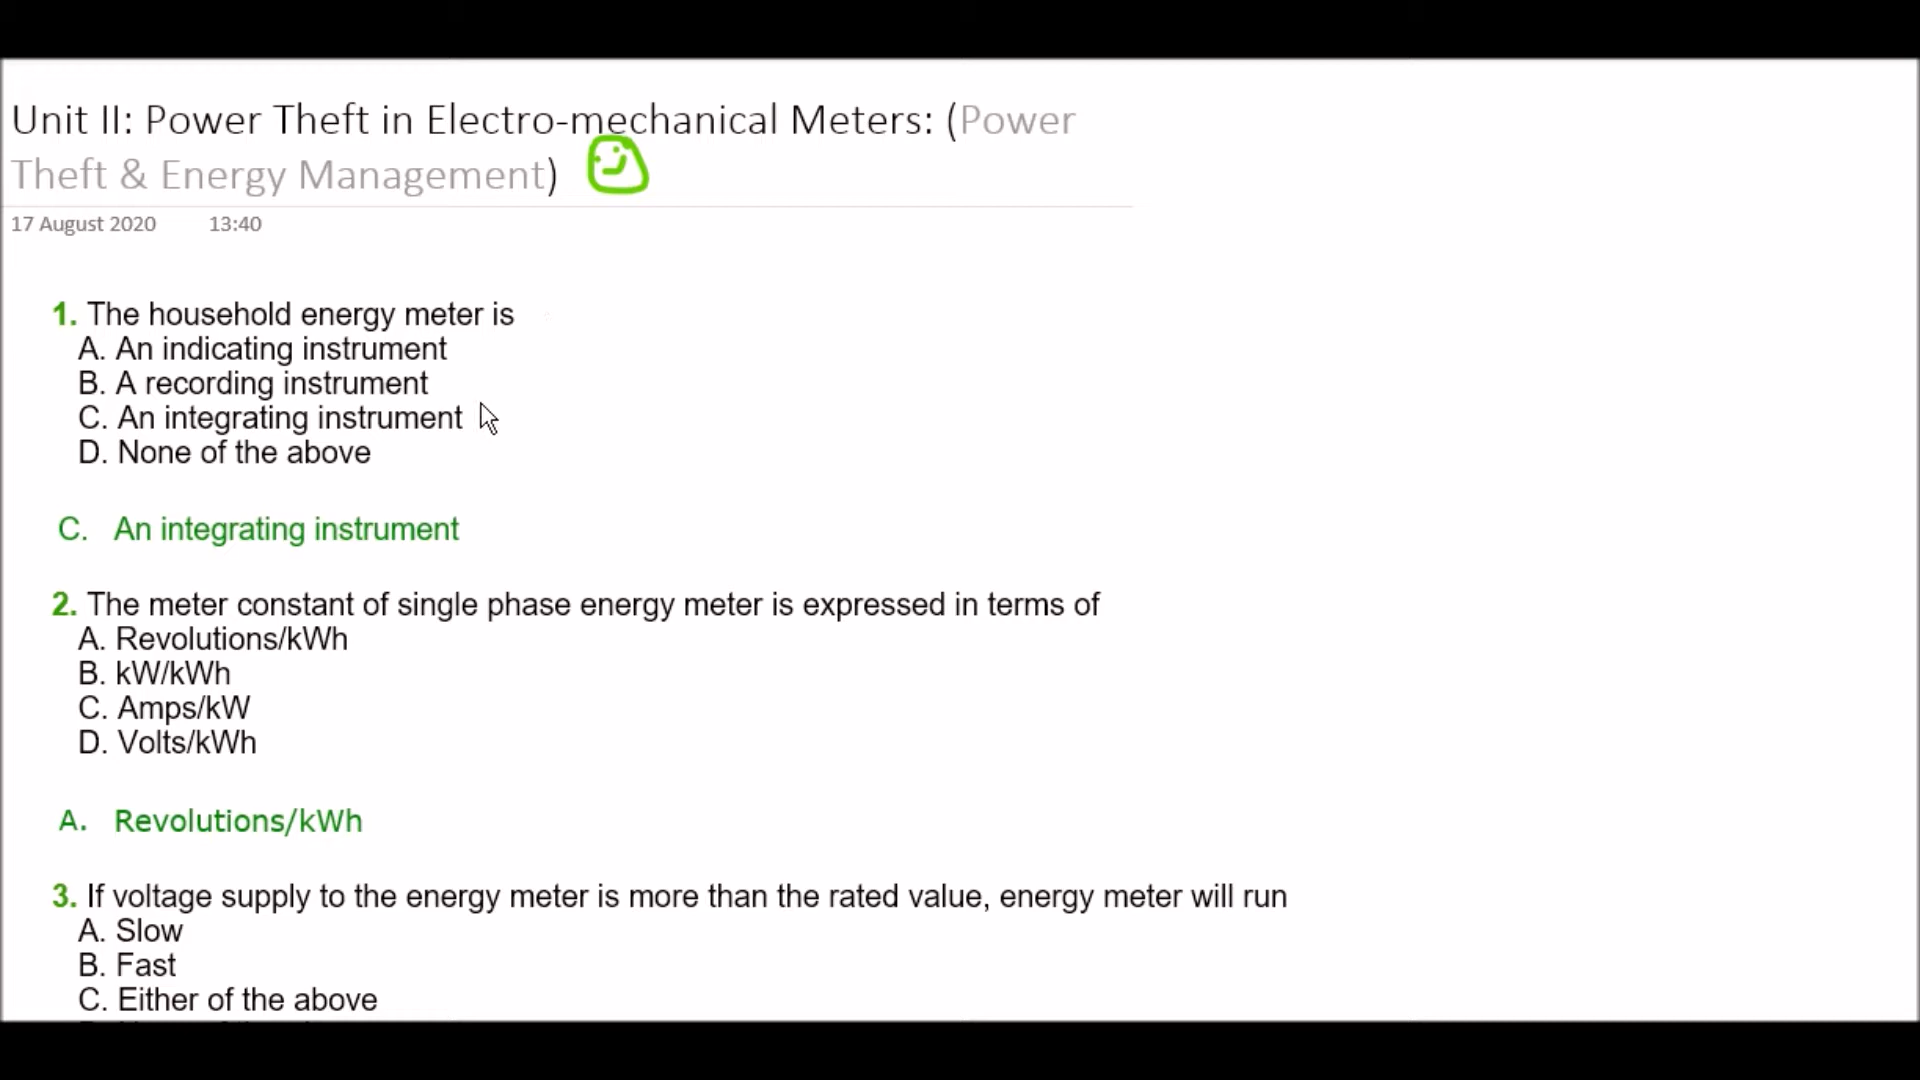 Unit II: Power Theft in Electro-mechanical Meters: (Power
Theft & Energy Management)
17 August 2020 13:40
1. The household energy meter is
A. An indicating instrument
B. A recording instrument
C. An integrating instrument
D. None of the above
C. An integrating instrument
2. The meter constant of single phase energy meter is expressed in terms of
A. Revolutions/kWh
B. kW/kWh
C. Amps/kW
D. Volts/kWh
A. Revolutions/kWh
3. If voltage supply to the energy meter is more than the rated value, energy meter will run
A. Slow
B. Fast
C. Either of the above